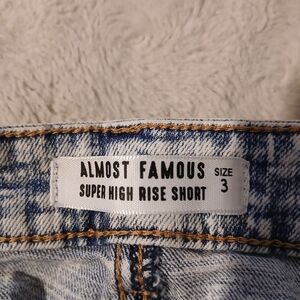 ALMOST FAMOUS
SUPER HIGH RISE SHORT
SIZE
3